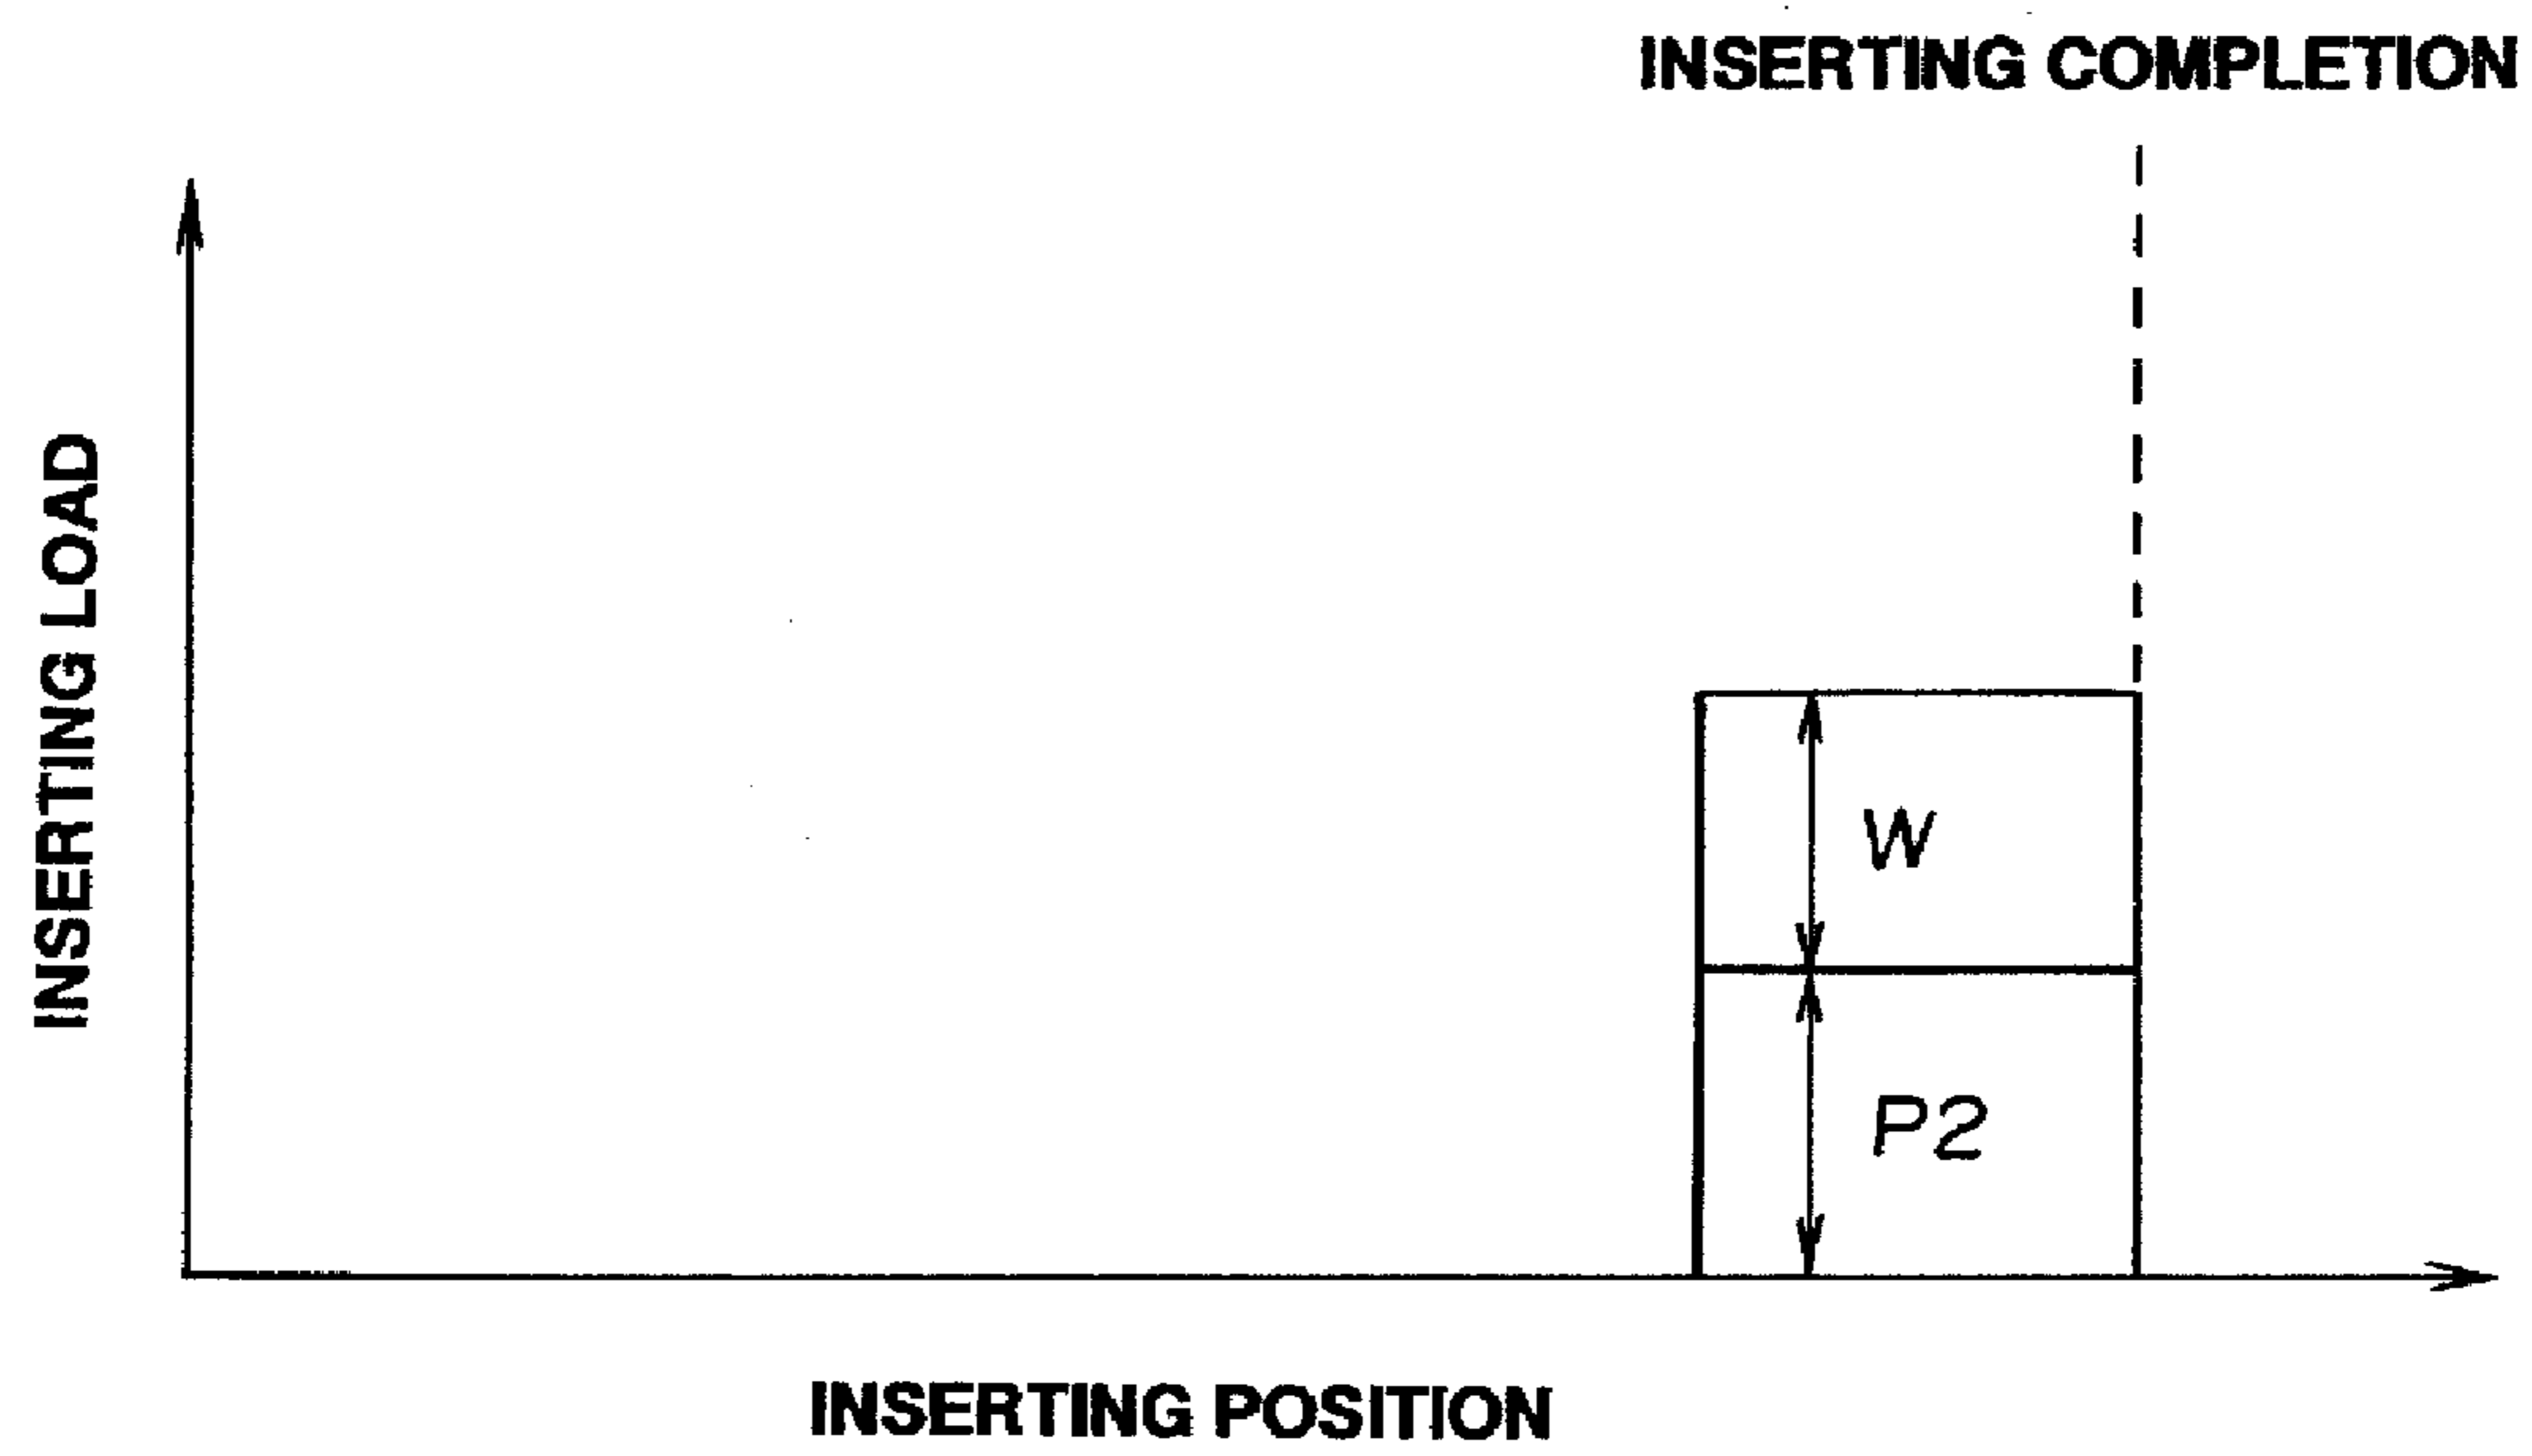 INSERTING COMPLETION
INSERTING LOAD
W
P2
INSERTING POSITION